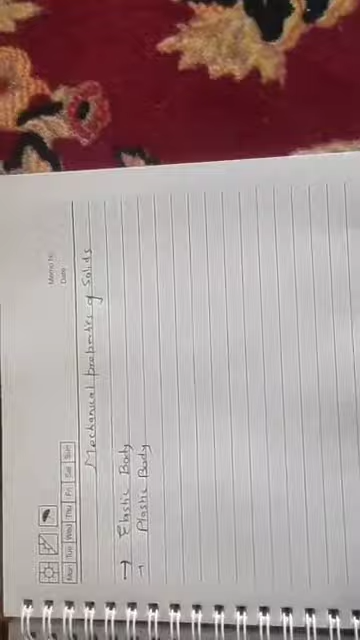 Memo No.
Date
Mon Tue Wed Thu Fri Sat Sun
Mechanical properties of Solids
→ Elastic Body
→ Plastic Body